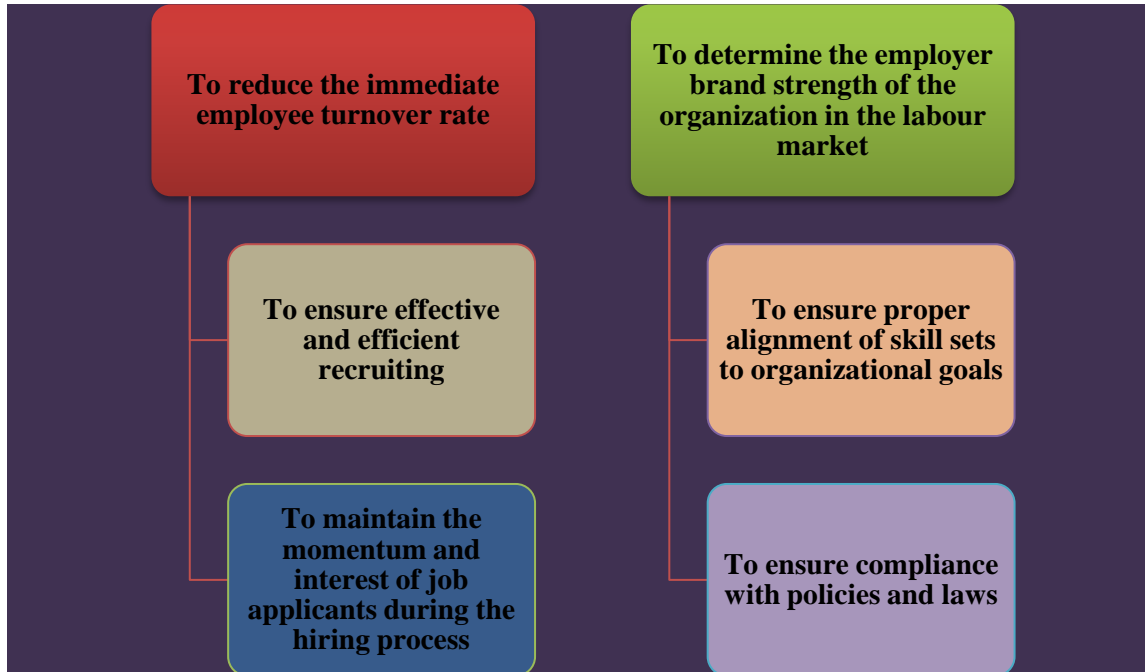 To reduce the immediate
employee turnover rate
To ensure effective
and efficient
recruiting
To maintain the
momentum and
interest of job
applicants during the
hiring process
To determine the employer
brand strength of the
organization in the labour
market
To ensure proper
alignment of skill sets
to organizational goals
To ensure compliance
with policies and laws